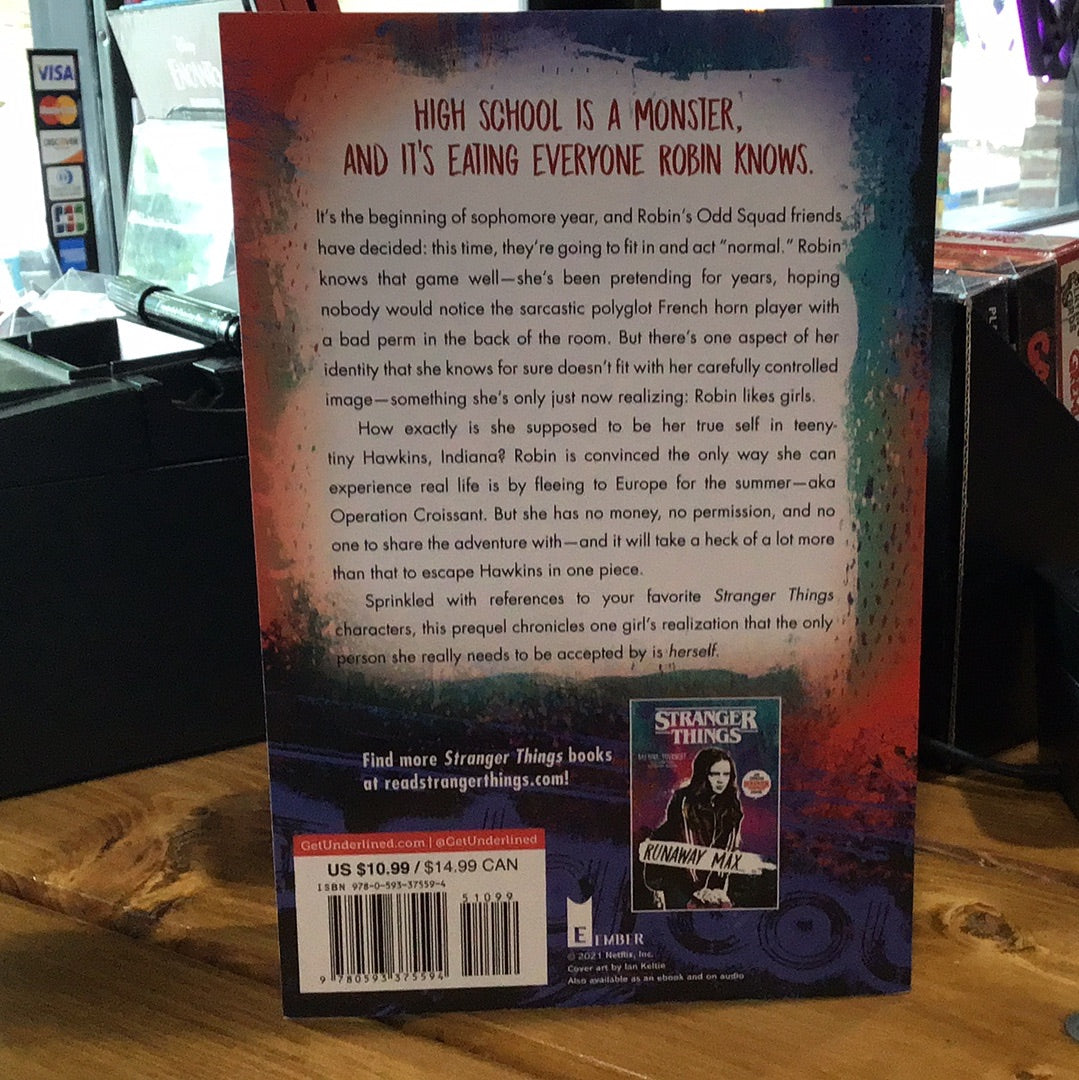 VISA
DISCOVER
HIGH SCHOOL IS A MONSTER,
AND IT'S EATING EVERYONE ROBIN KNOWS.
It's the beginning of sophomore year, and Robin's Odd Squad friends
have decided: this time, they're going to fit in and act "normal." Robin
knows that game well—she's been pretending for years, hoping
nobody would notice the sarcastic polyglot French horn player with
a bad perm in the back of the room. But there's one aspect of her
identity that she knows for sure doesn't fit with her carefully controlled
image—something she's only just now realizing: Robin likes girls.
How exactly is she supposed to be her true self in teeny-
tiny Hawkins, Indiana? Robin is convinced the only way she can
experience real life is by fleeing to Europe for the summer—aka
Operation Croissant. But she has no money, no permission, and no
one to share the adventure with—and it will take a heck of a lot more
than that to escape Hawkins in one piece.
Sprinkled with references to your favorite Stranger Things
characters, this prequel chronicles one girl's realization that the only
person she really needs to be accepted by is herself.
Find more Stranger Things books
at readstrangerthings.com!
STRANGER
THINGS
RUNAWAY MAX
GetUnderlined.com | @GetUnderlined
US $10.99 / $14.99 CAN
ISBN 978-0-593-37559-4
51099
9 780593 375594
E EMBER
© 2021 Netflix, Inc.
Cover art by Ian Keltie
Also available as an ebook and on audio